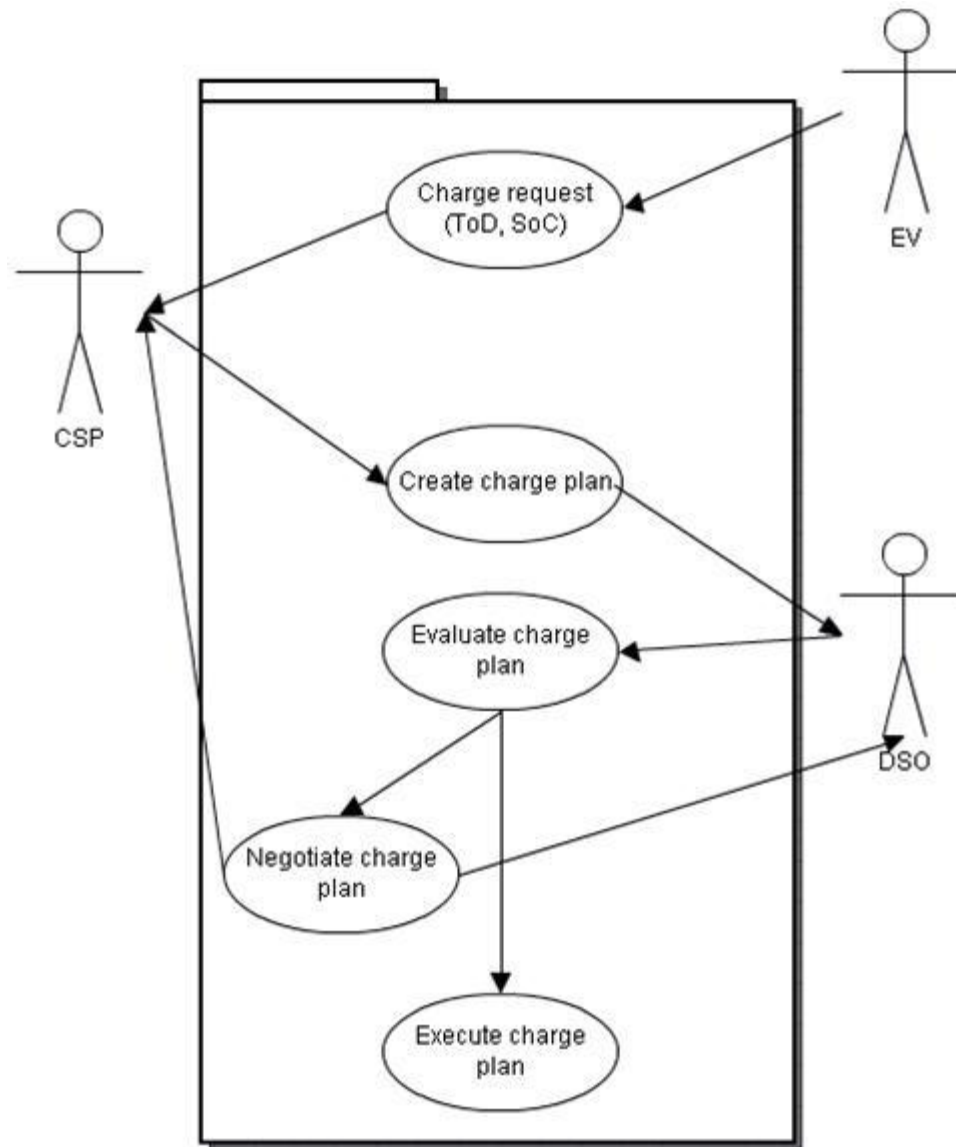 EV
Charge request
(ToD, SoC)
CSP
Create charge plan
Evaluate charge
plan
DSO
Negotiate charge
plan
Execute charge
plan